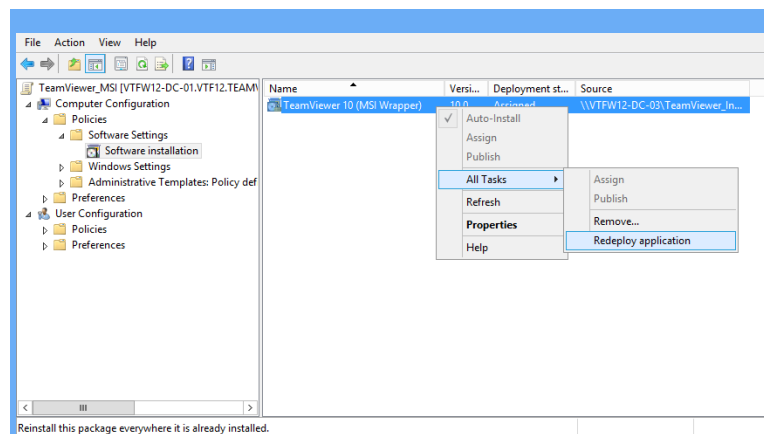 File Action View Help
TeamViewer_MSI [VTFW12-DC-01.VTF12.TEAM
Computer Configuration
Policies
Software Settings
Software installation
Windows Settings
Administrative Templates: Policy def
Preferences
User Configuration
Policies
Preferences
Name Versi... Deployment st... Source
TeamViewer 10 (MSI Wrapper) 10.0 Assigned \\VTFW12-DC-03\TeamViewer_In...
Auto-Install
Assign
Publish
All Tasks
Refresh
Properties
Help
Assign
Publish
Remove...
Redeploy application
Reinstall this package everywhere it is already installed.